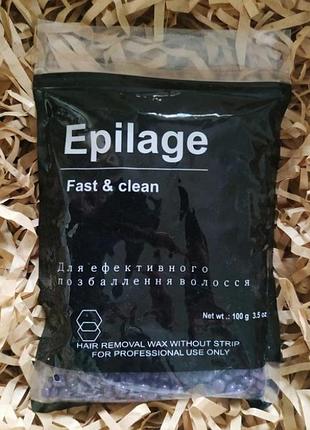 Epilage
Fast & clean
Для ефективного
позбаллення волосся
Net wt .: 100 g 3.5 oz
HAIR REMOVAL WAX WITHOUT STRIP
FOR PROFESSIONAL USE ONLY